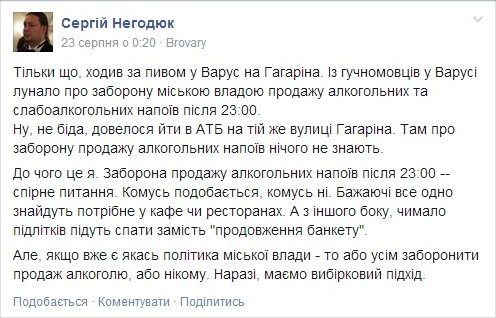 Сергій Негодюк
23 серпня о 0:20 · Brovary
Тільки що, ходив за пивом у Варус на Гагаріна. Із гучномовців у Варусі
лунало про заборону міською владою продажу алкогольних та
слабоалкогольних напоїв після 23:00.
Ну, не біда, довелося йти в АТБ на тій же вулиці Гагаріна. Там про
заборону продажу алкогольних напоїв нічого не знають.
До чого це я. Заборона продажу алкогольних напоїв після 23:00 --
спірне питання. Комусь подобається, комусь ні. Бажаючі все одно
знайдуть потрібне у кафе чи ресторанах. А з іншого боку, чимало
підлітків підуть спати замість "продовження банкету".
Але, якщо вже є якась політика міської влади - то або усім заборонити
продаж алкоголю, або нікому. Наразі, маємо вибірковий підхід.
Подобається · Коментувати · Поділитись